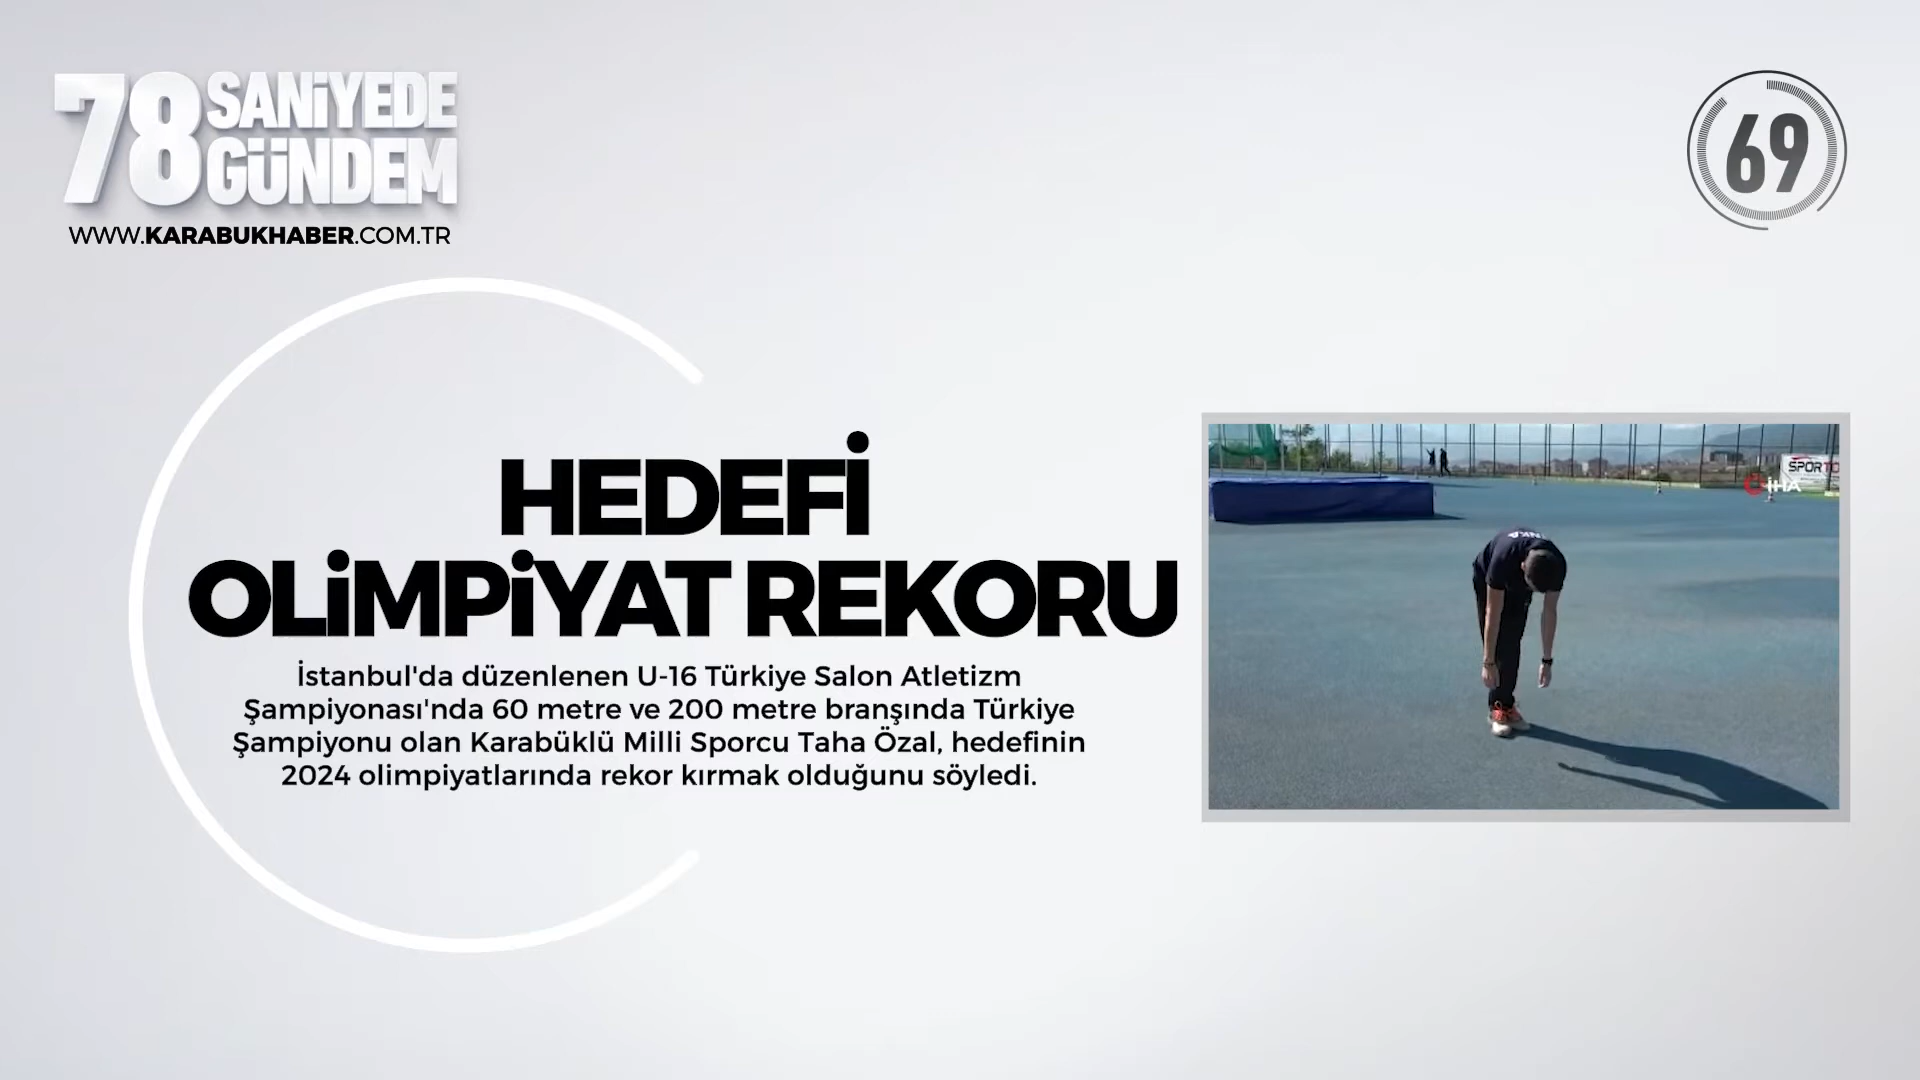 78 SANİYEDE
GÜNDEM
WWW.KARABUKHABER.COM.TR
69
HEDEFİ
OLİMPİYAT REKORU
İstanbul'da düzenlenen U-16 Türkiye Salon Atletizm
Şampiyonası'nda 60 metre ve 200 metre branşında Türkiye
Şampiyonu olan Karabüklü Milli Sporcu Taha Özal, hedefinin
2024 olimpiyatlarında rekor kırmak olduğunu söyledi.
İHA